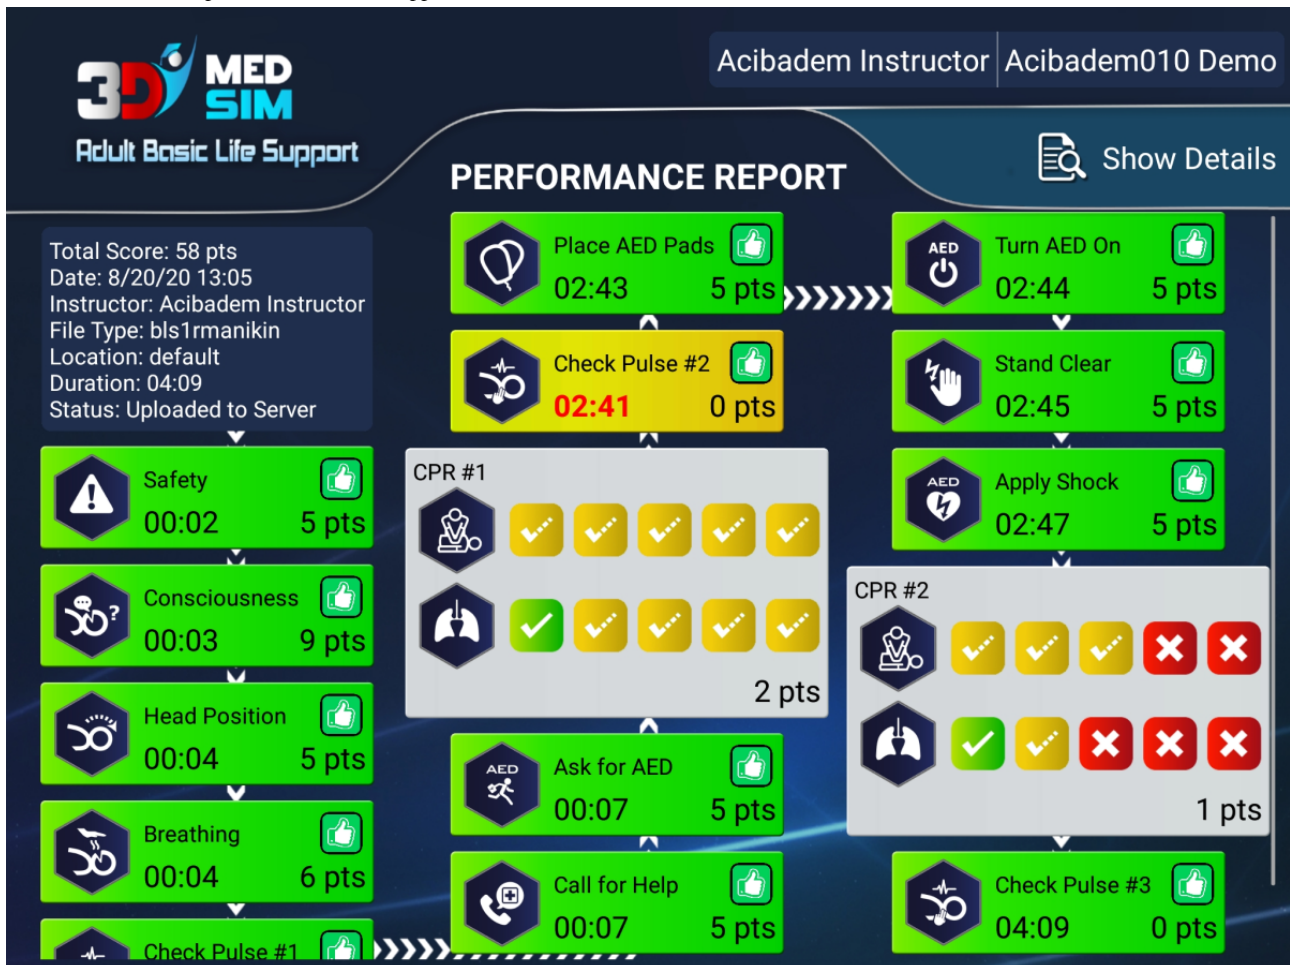 3D MED
SIM
Adult Basic Life Support
Acibadem Instructor
Acibadem010 Demo
PERFORMANCE REPORT
Show Details
Total Score: 58 pts
Date: 8/20/20 13:05
Instructor: Acibadem Instructor
File Type: bls1rmanikin
Location: default
Duration: 04:09
Status: Uploaded to Server
Safety
00:02 5 pts
?
Consciousness
00:03 9 pts
Head Position
00:04 5 pts
Breathing
00:04 6 pts
Check Pulse #1
Call for Help
00:07 5 pts
AED
Ask for AED
00:07 5 pts
CPR #1
2 pts
Check Pulse #2
02:41 0 pts
Place AED Pads
02:43 5 pts
AED
Turn AED On
02:44 5 pts
Stand Clear
02:45 5 pts
AED
Apply Shock
02:47 5 pts
CPR #2
1 pts
Check Pulse #3
04:09 0 pts